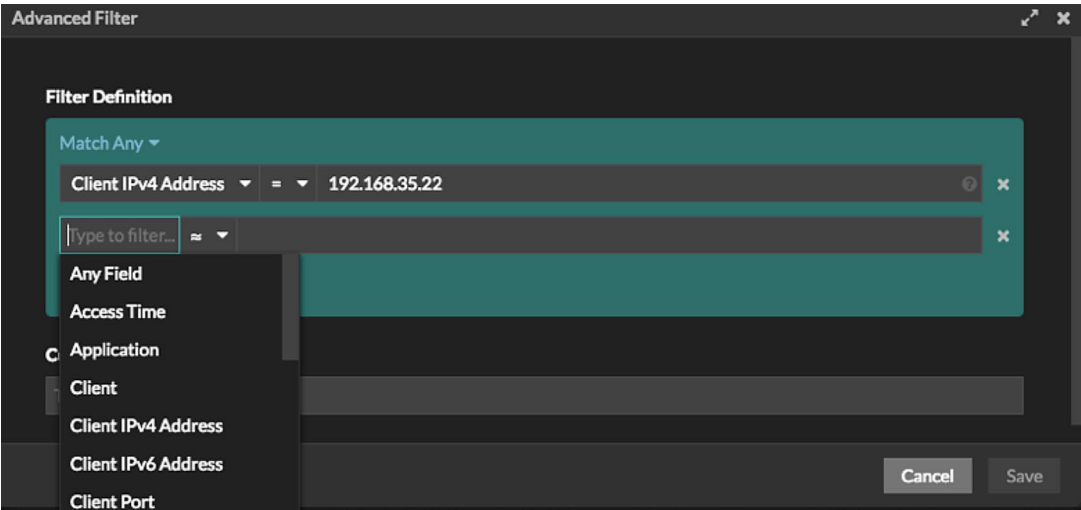 Advanced Filter
Filter Definition
Match Any
Client IPv4 Address = 192.168.35.22
Type to filter... ≈
Any Field
Access Time
Application
Client
Client IPv4 Address
Client IPv6 Address
Client Port
Cancel Save